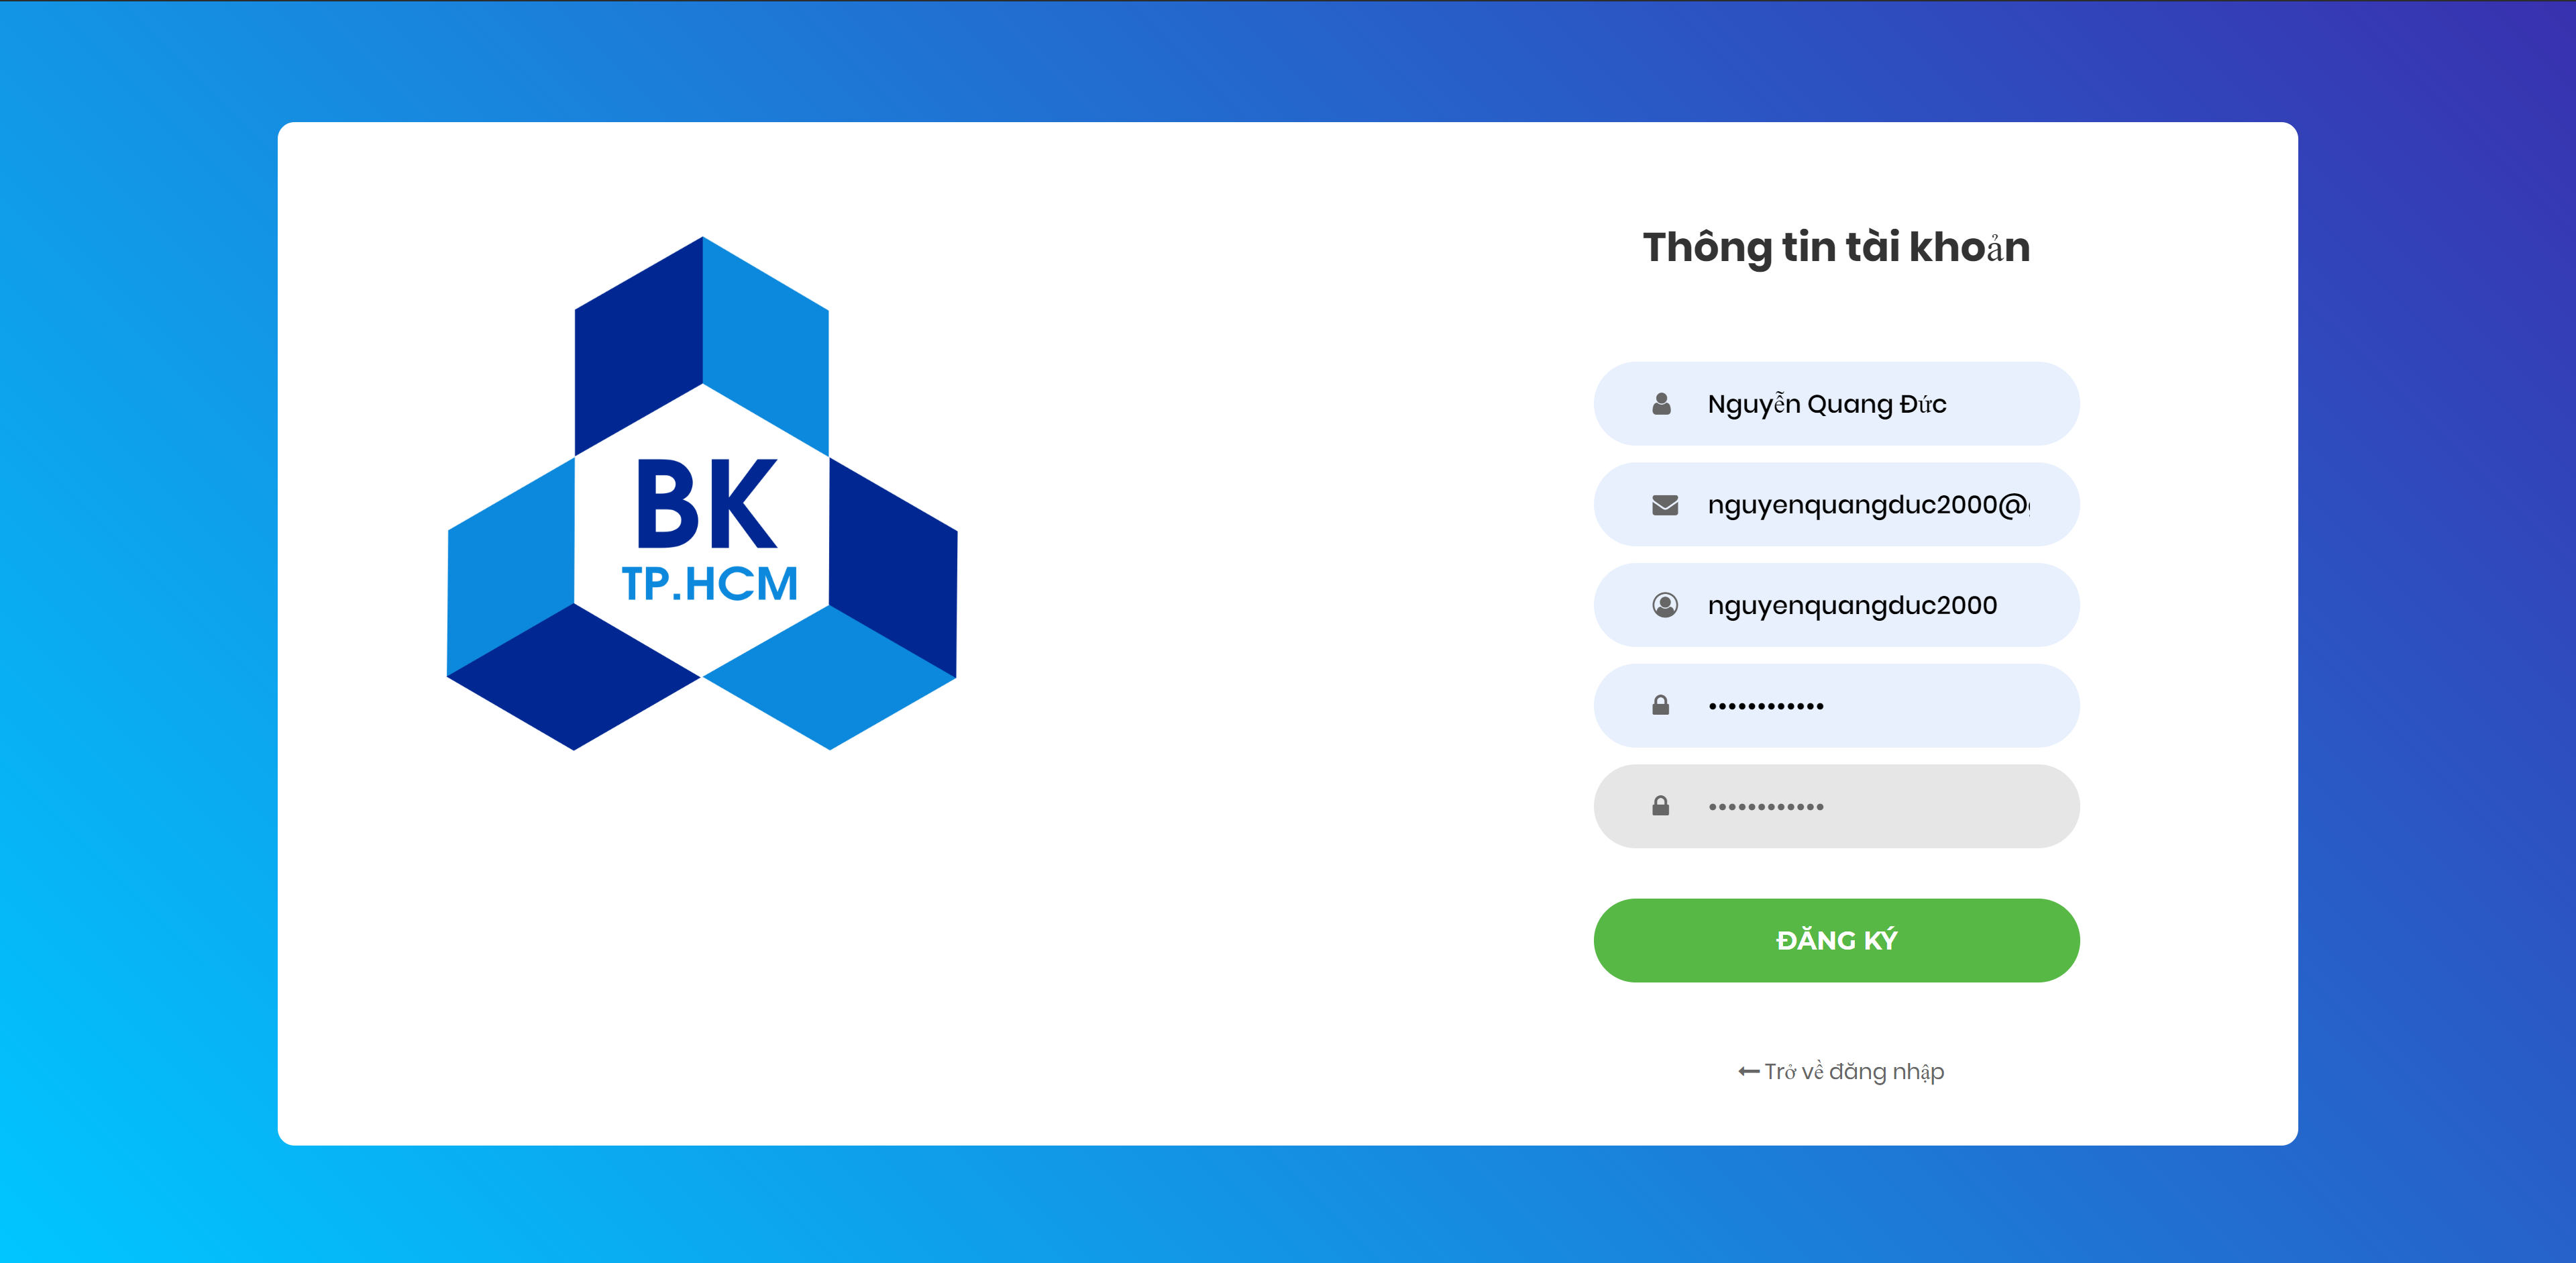 BK
TP.HCM
Thông tin tài khoản
Nguyễn Quang Đức
nguyenquangduc2000@
nguyenquangduc2000
••••••••••••
••••••••••••
ĐĂNG KÝ
Trở về đăng nhập